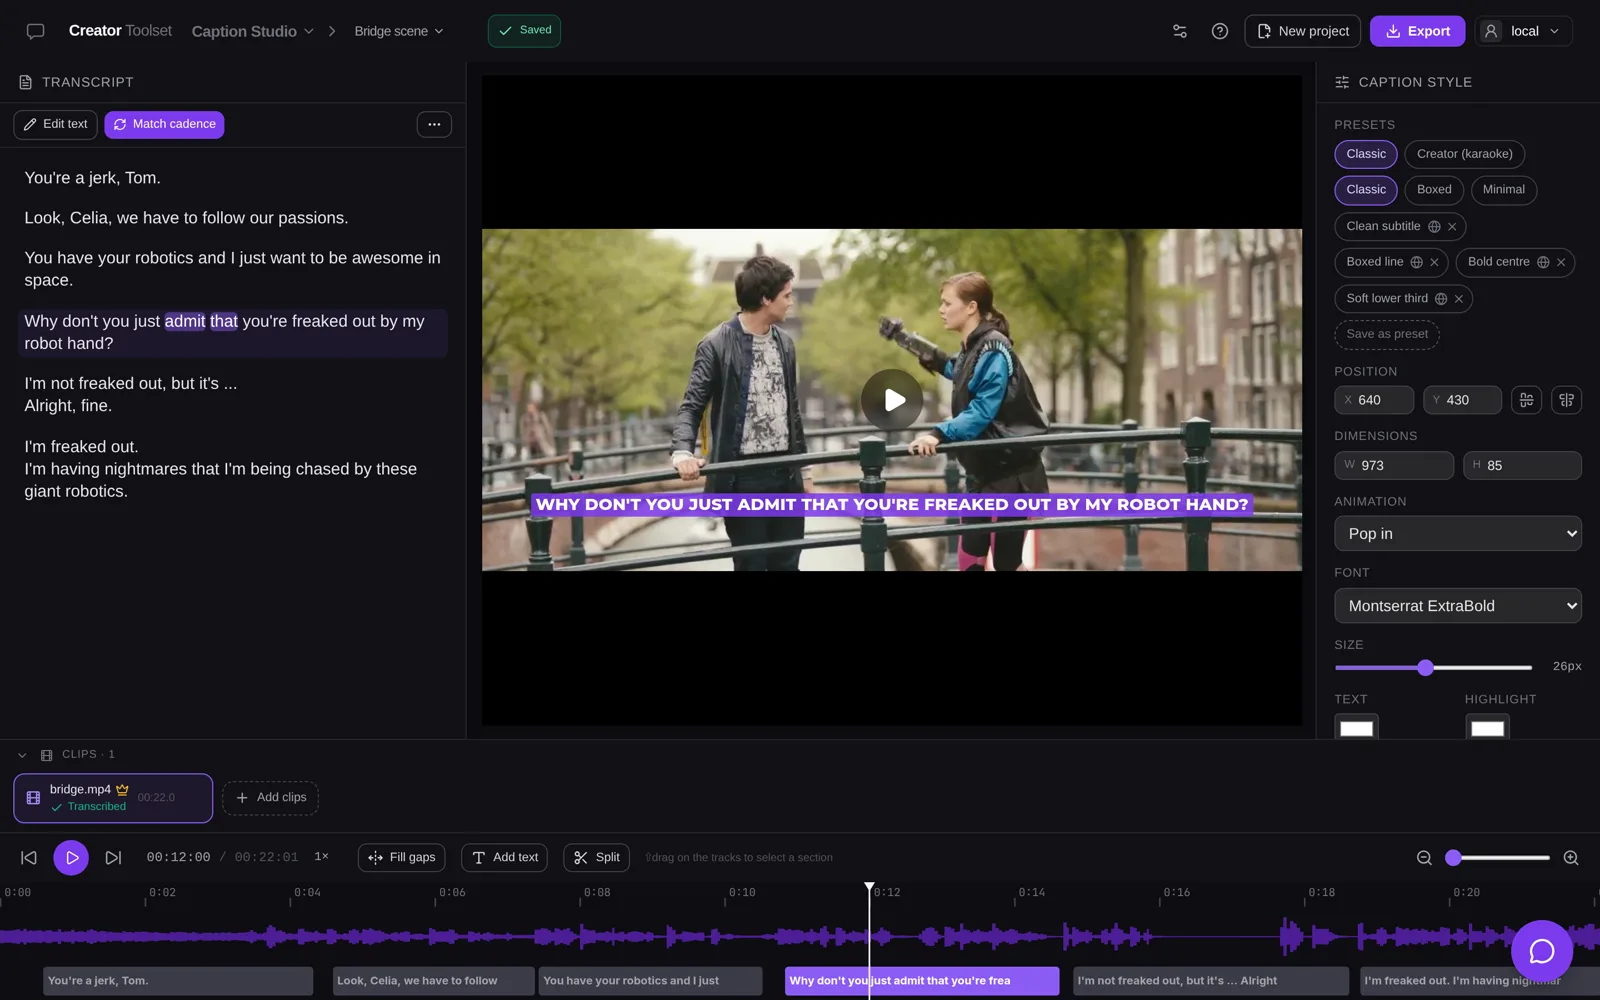 Creator Toolset
Caption Studio
Bridge scene
Saved
New project
Export
local
TRANSCRIPT
Edit text
Match cadence
You're a jerk, Tom.
Look, Celia, we have to follow our passions.
You have your robotics and I just want to be awesome in
space.
Why don't you just admit that you're freaked out by my
robot hand?
I'm not freaked out, but it's ...
Alright, fine.
I'm freaked out.
I'm having nightmares that I'm being chased by these
giant robotics.
WHY DON'T YOU JUST ADMIT THAT YOU'RE FREAKED OUT BY MY ROBOT HAND?
CAPTION STYLE
PRESETS
Classic
Creator (karaoke)
Classic
Boxed
Minimal
Clean subtitle
Boxed line
Bold centre
Soft lower third
Save as preset
POSITION
X 640
Y 430
DIMENSIONS
W 973
H 85
ANIMATION
Pop in
FONT
Montserrat ExtraBold
SIZE
26px
TEXT
HIGHLIGHT
CLIPS · 1
bridge.mp4
00:22.0
Transcribed
Add clips
00:12:00 / 00:22:01
1×
Fill gaps
Add text
Split
⇧drag on the tracks to select a section
0:00
0:02
0:04
0:06
0:08
0:10
0:12
0:14
0:16
0:18
0:20
You're a jerk, Tom.
Look, Celia, we have to follow
You have your robotics and I just
Why don't you just admit that you're frea
I'm not freaked out, but it's ... Alright
I'm freaked out. I'm having nightmar